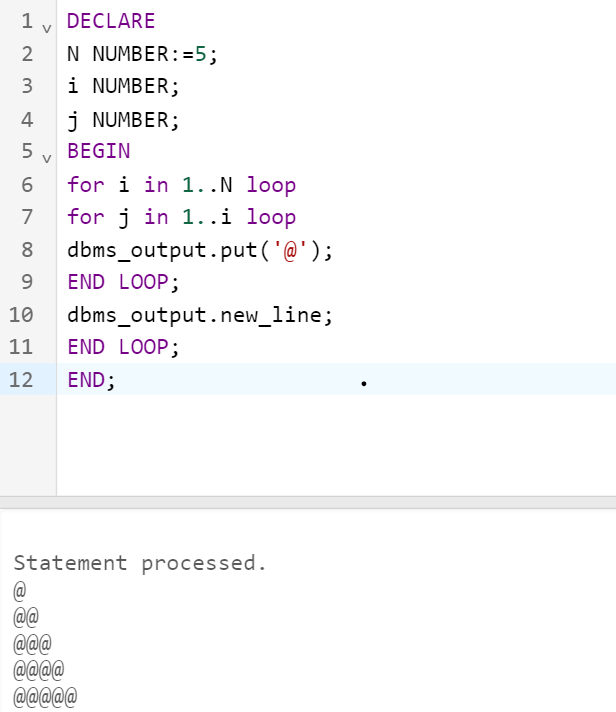 1 DECLARE
2 N NUMBER:=5;
3 i NUMBER;
4 j NUMBER;
5 BEGIN
6 for i in 1..N loop
7 for j in 1..i loop
8 dbms_output.put('@');
9 END LOOP;
10 dbms_output.new_line;
11 END LOOP;
12 END;
Statement processed.
@
@@
@@@
@@@@
@@@@@